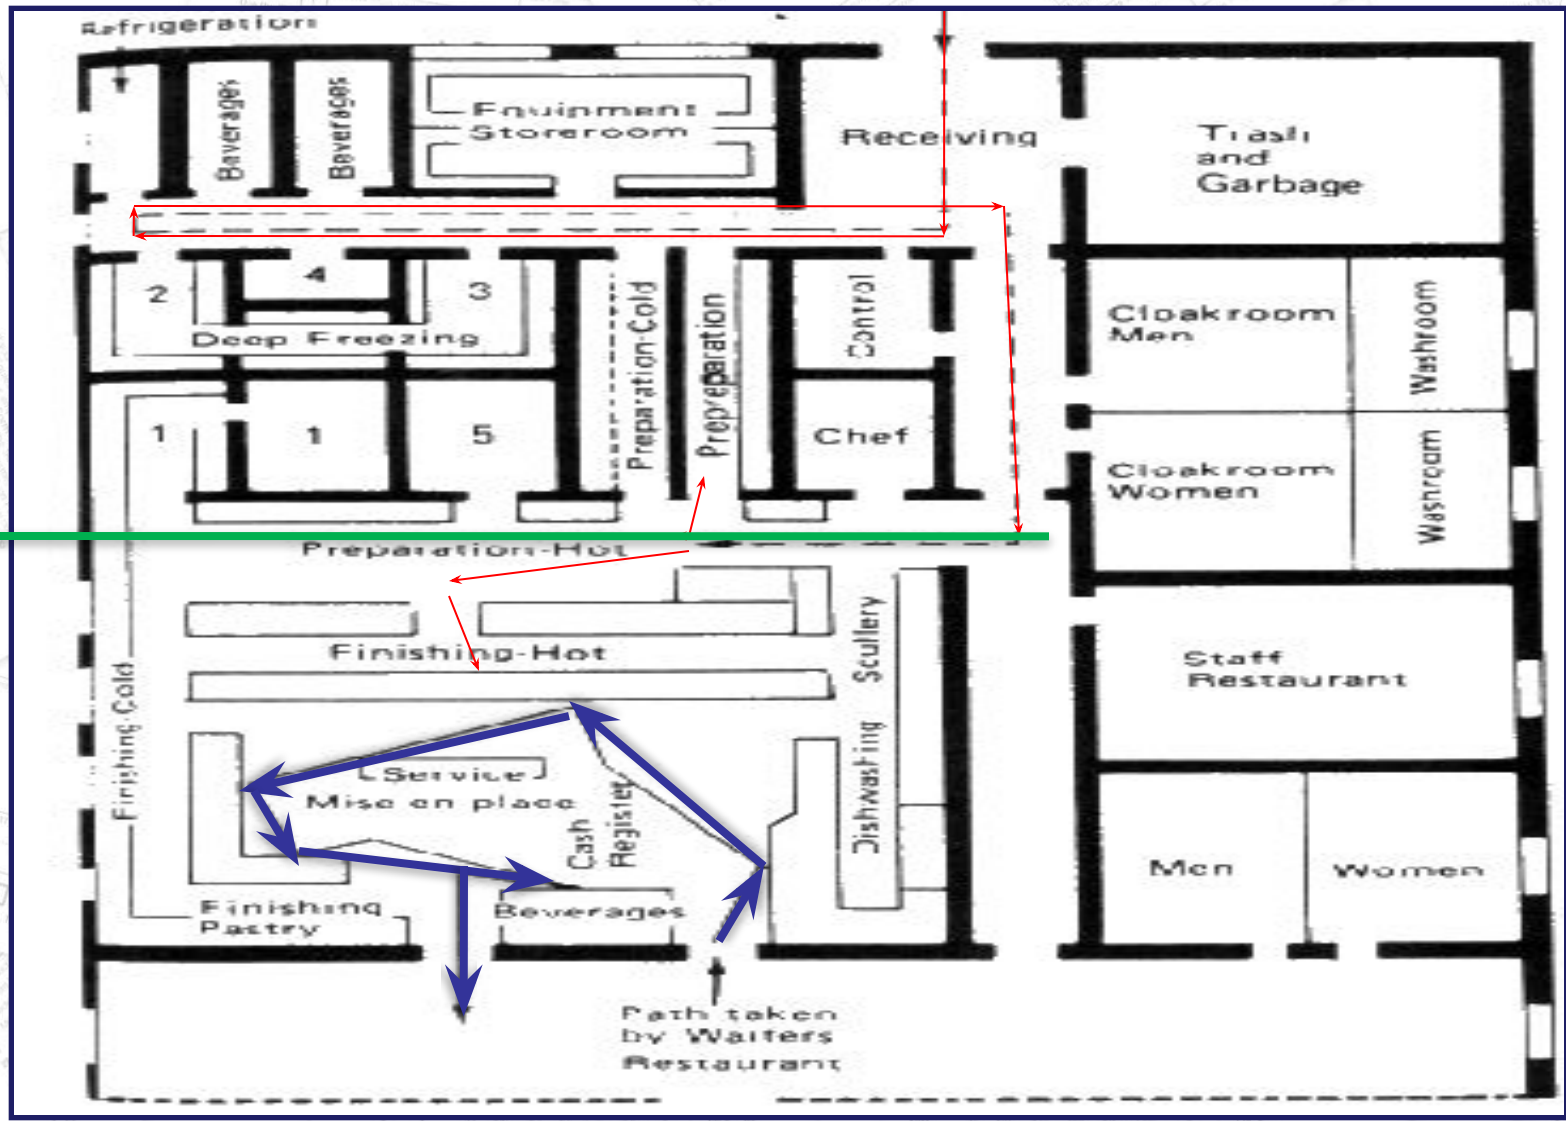 Refrigeration
Beverages
Beverages
Equipment
Storeroom
Receiving
Trash
and
Garbage
2
4
3
Deep Freezing
Preparation-Cold
Prepreparation
Control
Cloakroom
Men
Washroom
1
1
5
Chef
Cloakroom
Women
Washroom
Preparation-Hot
Finishing-Hot
Scullery
Staff
Restaurant
Finishing-Cold
Service
Mise en place
Cash
Register
Dishwashing
Men
Women
Finishing
Pastry
Beverages
Path taken
by Waiters
Restaurant